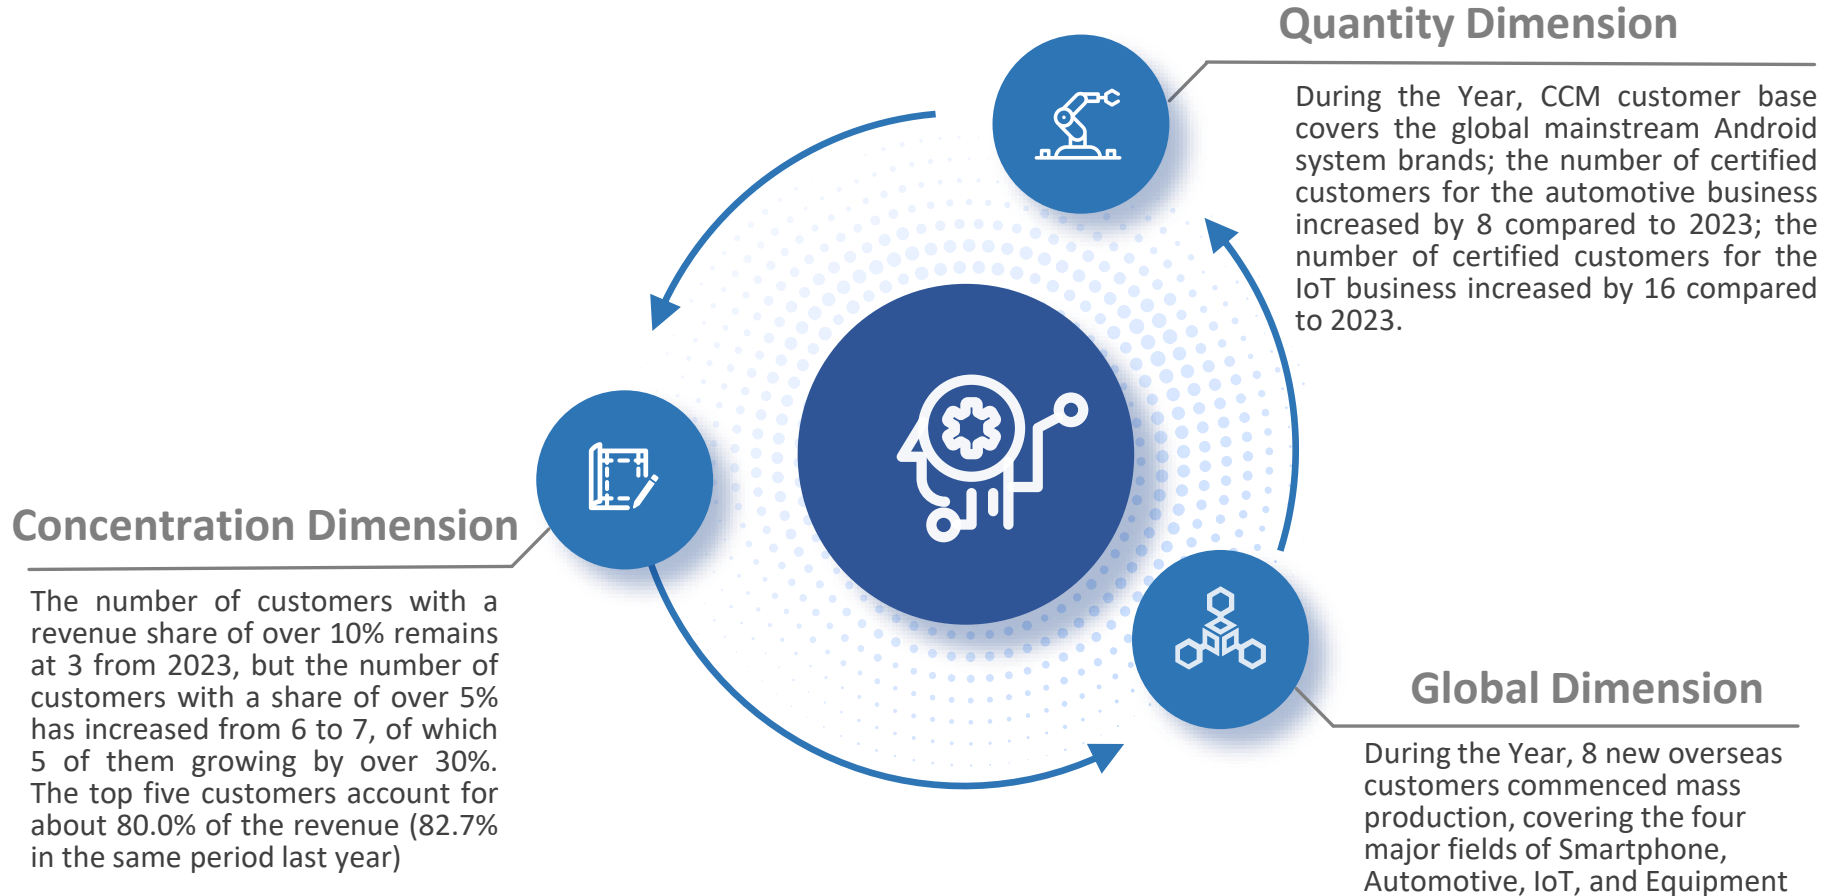 Quantity Dimension
During the Year, CCM customer base
covers the global mainstream Android
system brands; the number of certified
customers for the automotive business
increased by 8 compared to 2023; the
number of certified customers for the
IoT business increased by 16 compared
to 2023.
Concentration Dimension
The number of customers with a
revenue share of over 10% remains
at 3 from 2023, but the number of
customers with a share of over 5%
has increased from 6 to 7, of which
5 of them growing by over 30%.
The top five customers account for
about 80.0% of the revenue (82.7%
in the same period last year)
Global Dimension
During the Year, 8 new overseas
customers commenced mass
production, covering the four
major fields of Smartphone,
Automotive, IoT, and Equipment